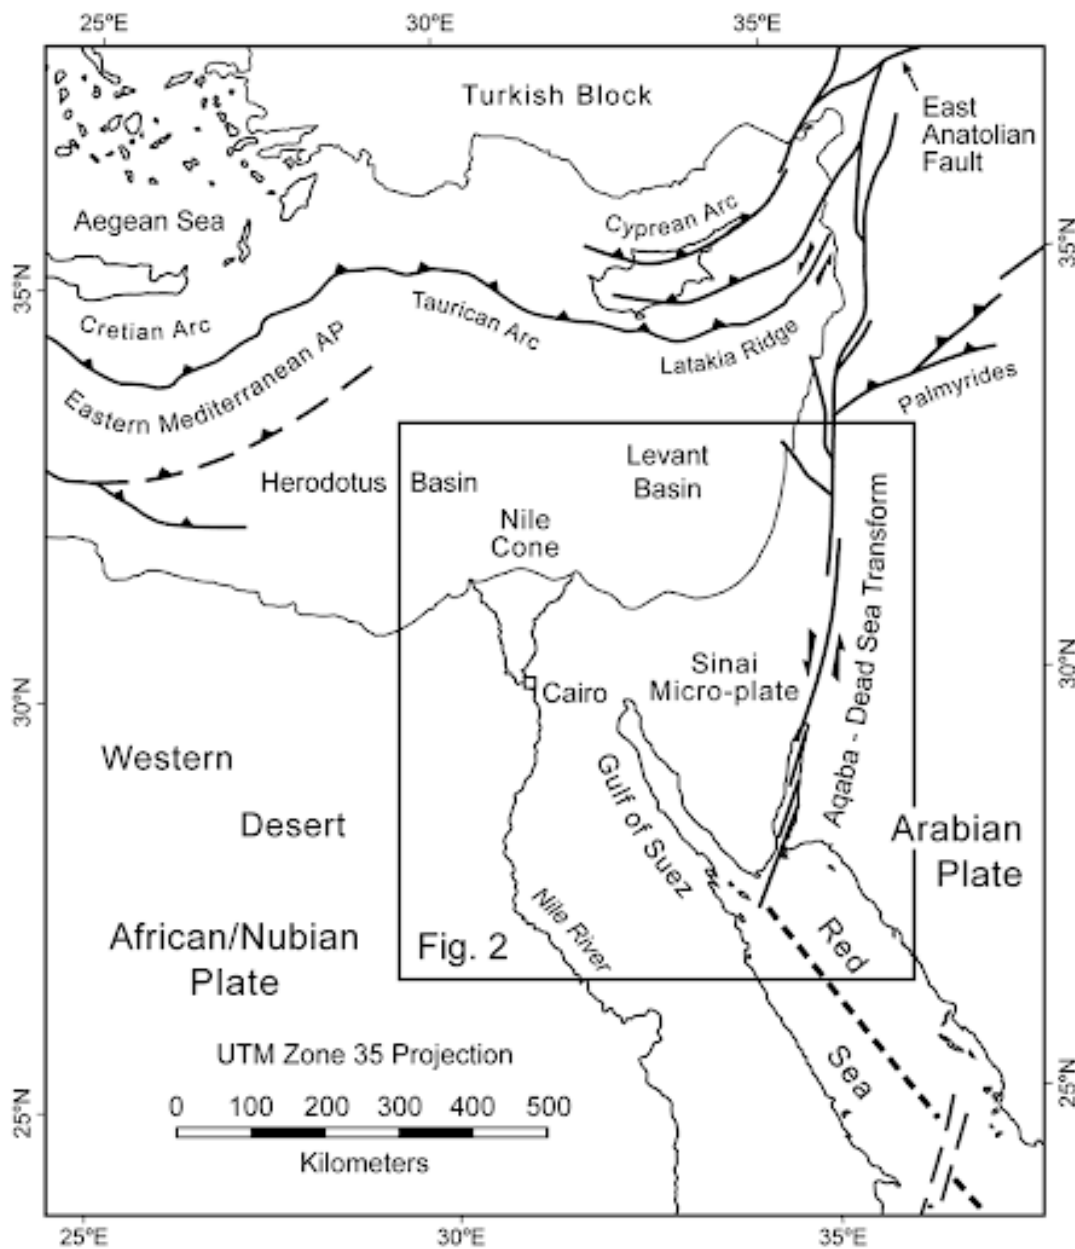 25°E
30°E
35°E
Turkish Block
East
Anatolian
Fault
Aegean Sea
Cyprean Arc
35°N
35°N
Cretian Arc
Taurican Arc
Latakia Ridge
Eastern Mediterranean AP
Palmyrides
Herodotus Basin
Levant
Basin
Nile
Cone
Aqaba - Dead Sea Transform
Sinai
Micro-plate
30°N
30°N
Cairo
Western
Desert
Gulf of Suez
Arabian
Plate
African/Nubian
Plate
Nile River
Fig. 2
Red
Sea
UTM Zone 35 Projection
0 100 200 300 400 500
Kilometers
25°N
25°N
25°E
30°E
35°E